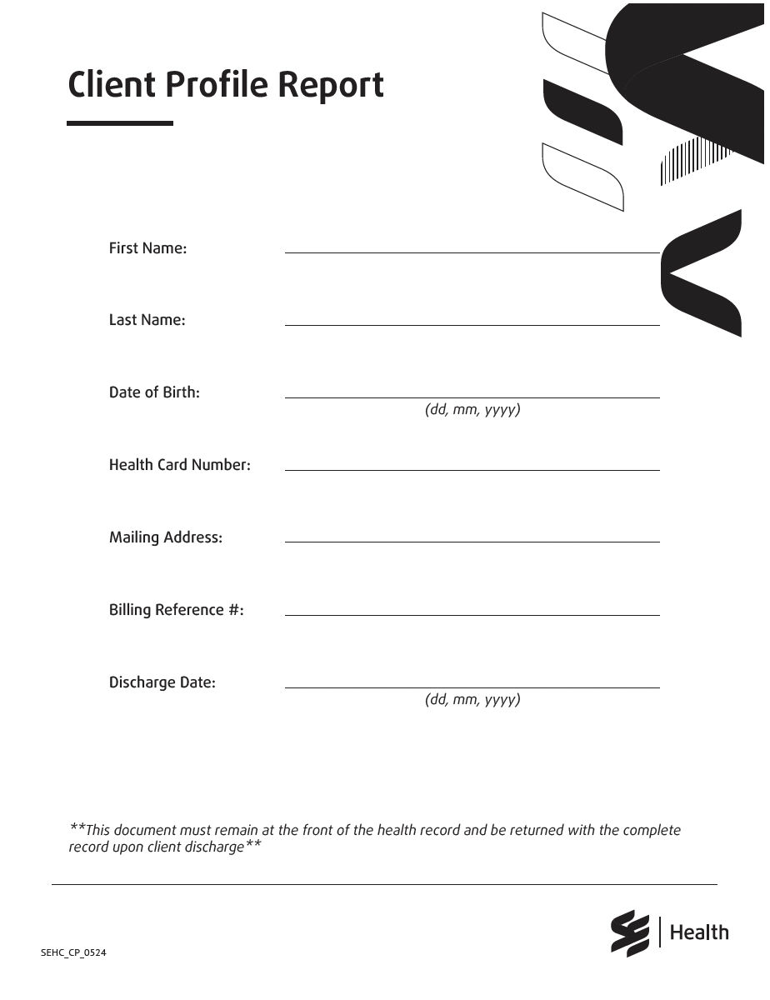 Client Profile Report
First Name:
Last Name:
Date of Birth:
(dd, mm, yyyy)
Health Card Number:
Mailing Address:
Billing Reference #:
Discharge Date:
(dd, mm, yyyy)
**This document must remain at the front of the health record and be returned with the complete
record upon client discharge**
Health
SEHC_CP_0524